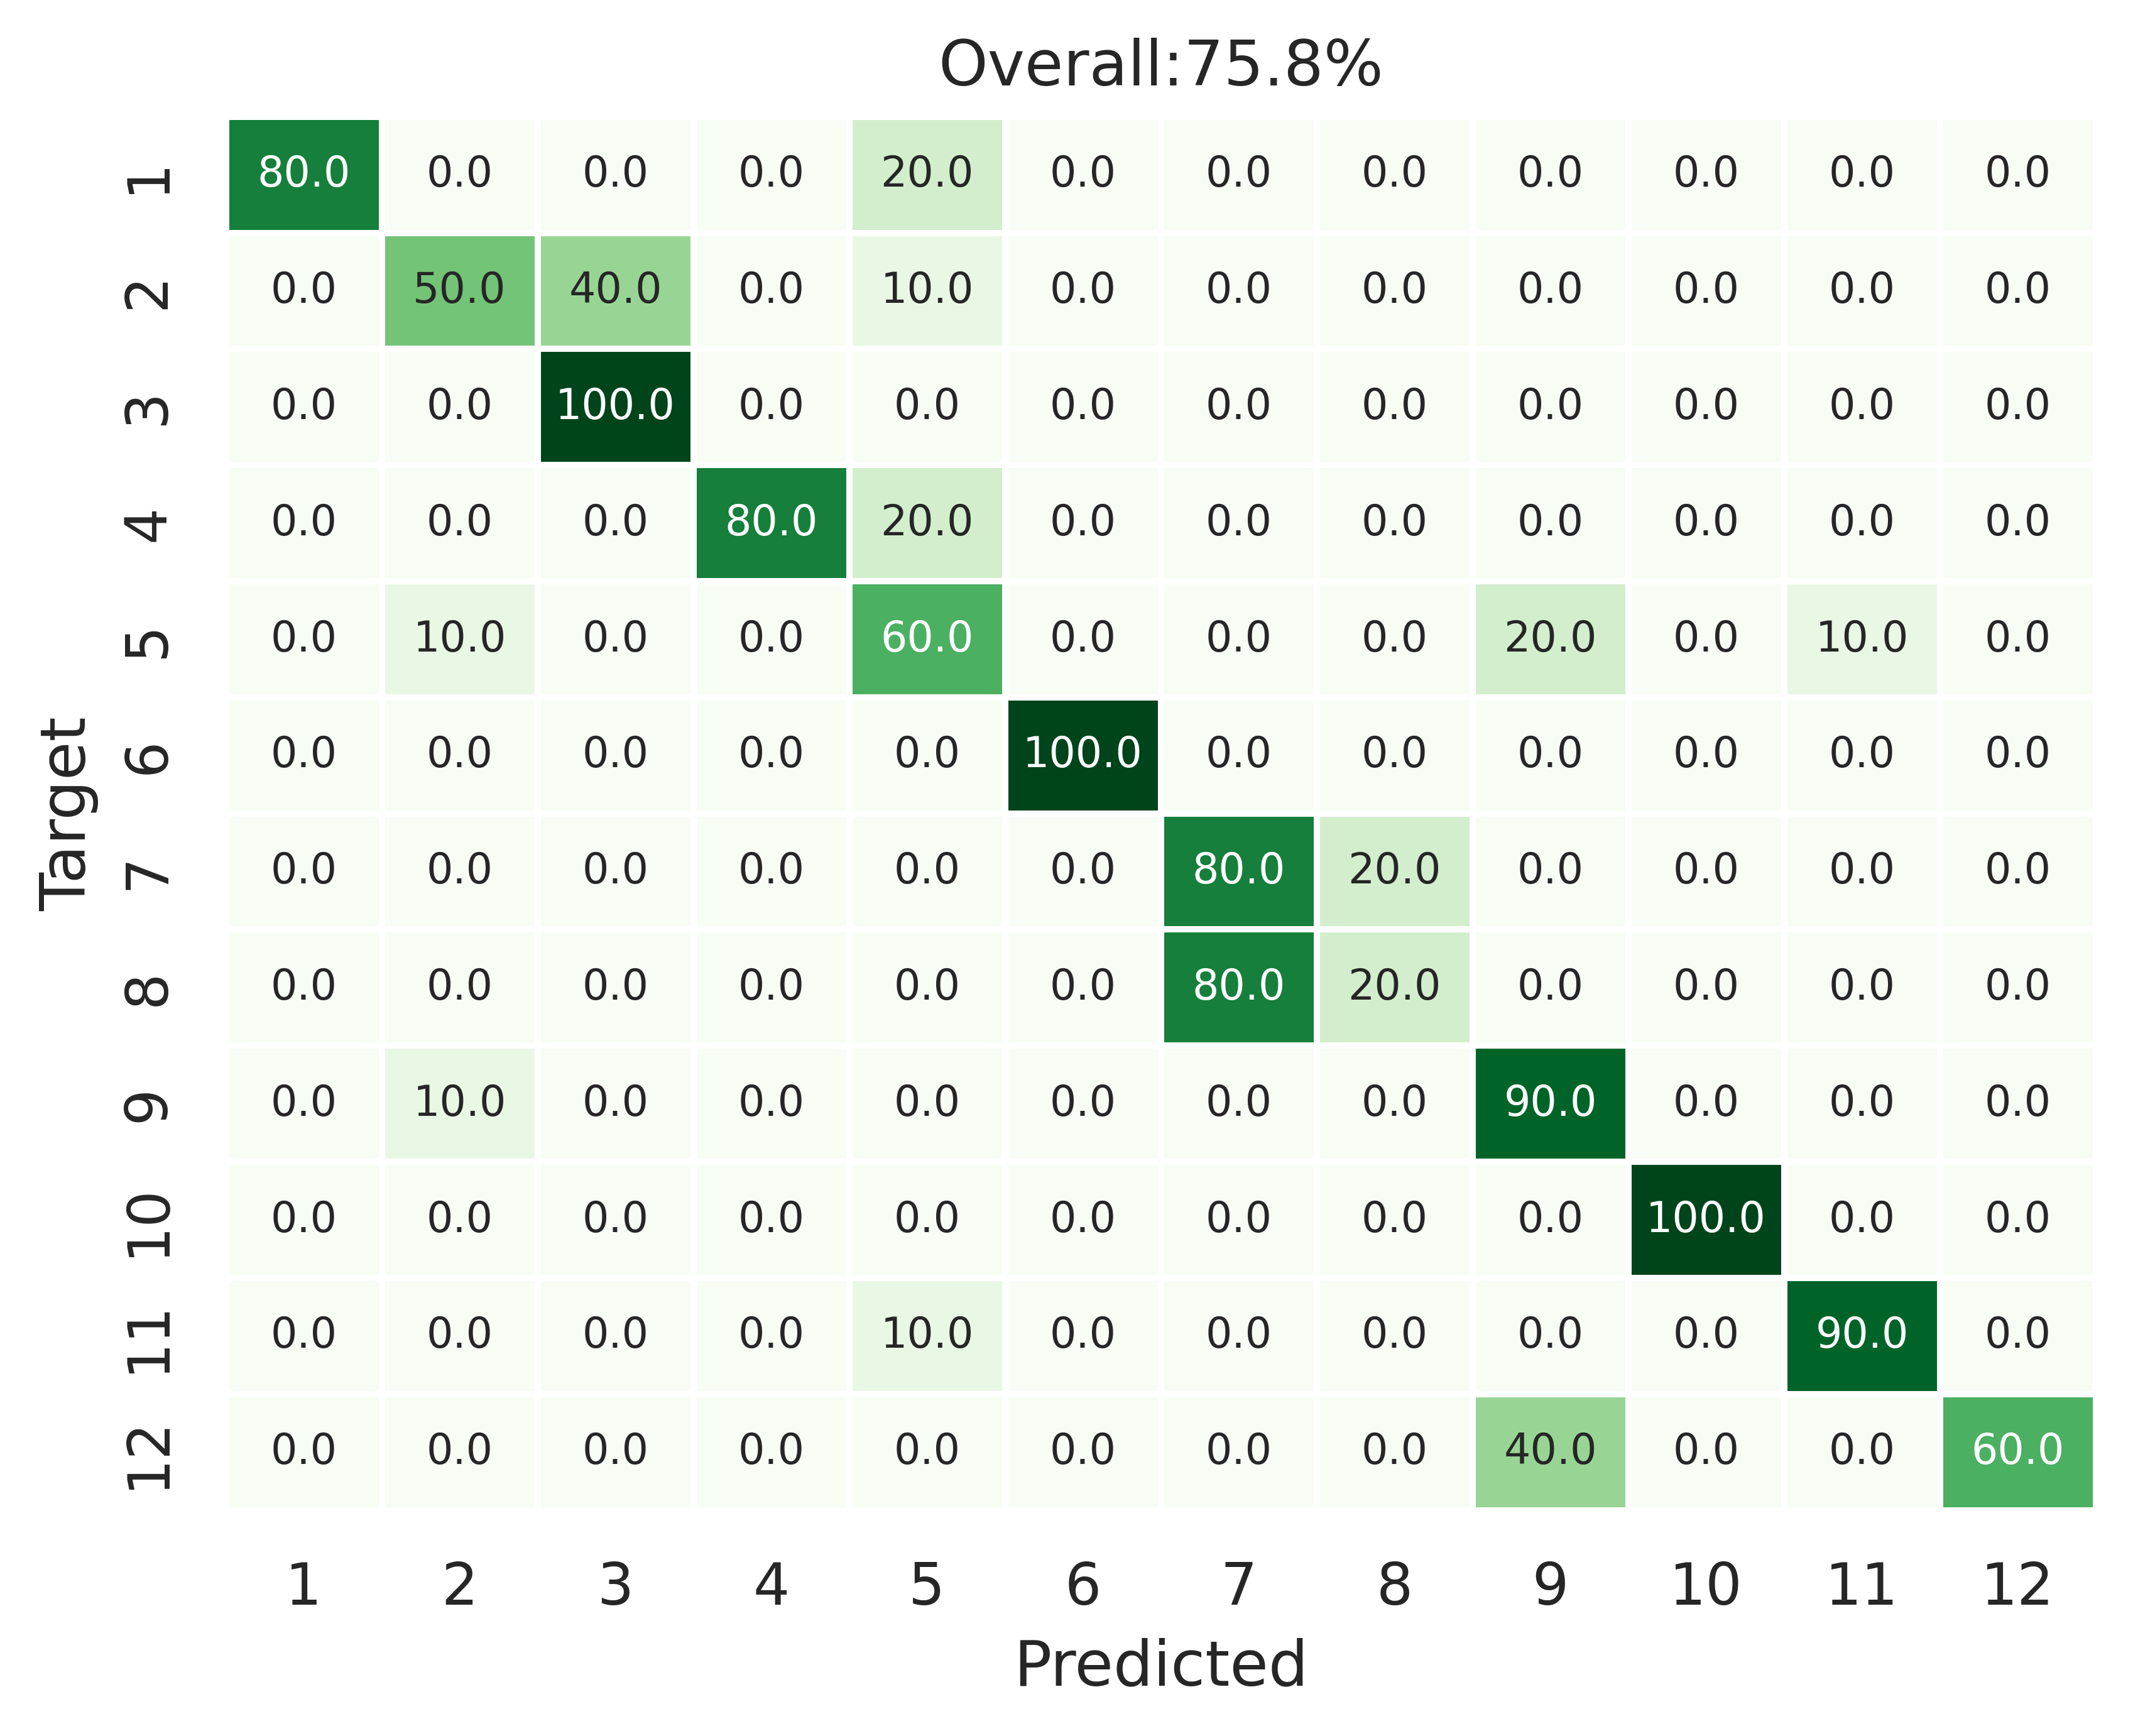 Overall:75.8%
1 80.0 0.0 0.0 0.0 20.0 0.0 0.0 0.0 0.0 0.0 0.0 0.0
2 0.0 50.0 40.0 0.0 10.0 0.0 0.0 0.0 0.0 0.0 0.0 0.0
3 0.0 0.0 100.0 0.0 0.0 0.0 0.0 0.0 0.0 0.0 0.0 0.0
4 0.0 0.0 0.0 80.0 20.0 0.0 0.0 0.0 0.0 0.0 0.0 0.0
5 0.0 10.0 0.0 0.0 60.0 0.0 0.0 0.0 20.0 0.0 10.0 0.0
6 0.0 0.0 0.0 0.0 0.0 100.0 0.0 0.0 0.0 0.0 0.0 0.0
Target
7 0.0 0.0 0.0 0.0 0.0 0.0 80.0 20.0 0.0 0.0 0.0 0.0
8 0.0 0.0 0.0 0.0 0.0 0.0 80.0 20.0 0.0 0.0 0.0 0.0
9 0.0 10.0 0.0 0.0 0.0 0.0 0.0 0.0 90.0 0.0 0.0 0.0
10 0.0 0.0 0.0 0.0 0.0 0.0 0.0 0.0 0.0 100.0 0.0 0.0
11 0.0 0.0 0.0 0.0 10.0 0.0 0.0 0.0 0.0 0.0 90.0 0.0
12 0.0 0.0 0.0 0.0 0.0 0.0 0.0 0.0 40.0 0.0 0.0 60.0
1 2 3 4 5 6 7 8 9 10 11 12
Predicted